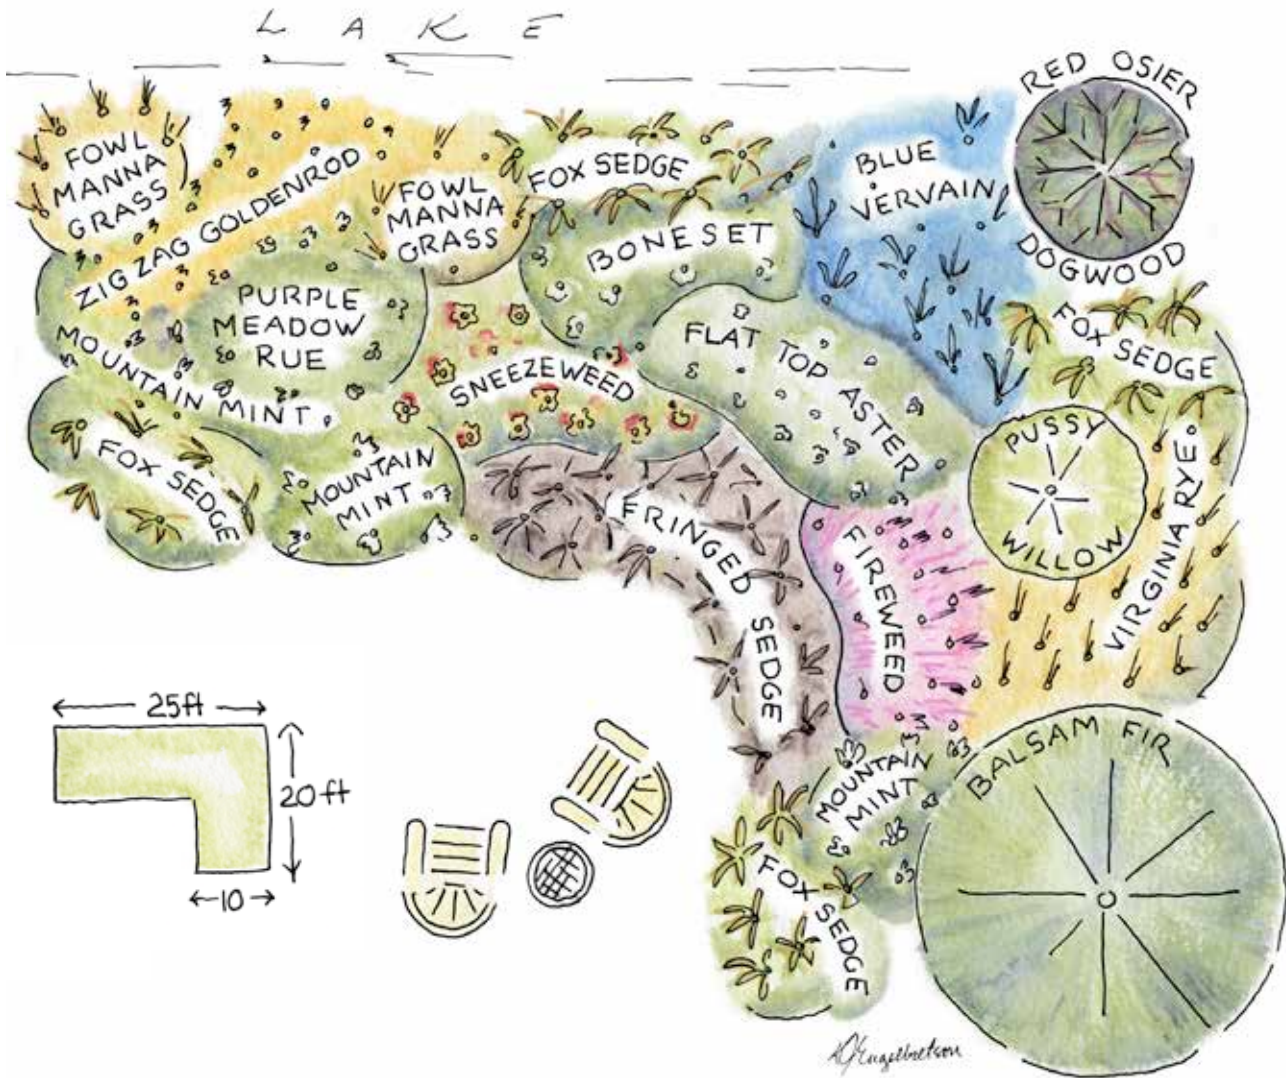 LAKE
RED OSIER
DOGWOOD
FOWL
MANNA
GRASS
ZIG ZAG GOLDENROD
FOWL
MANNA
GRASS
FOX SEDGE
BLUE
VERVAIN
BONESET
PURPLE
MEADOW
RUE
FLAT TOP ASTER
FOX SEDGE
MOUNTAIN MINT
SNEEZEWEED
PUSSY
WILLOW
VIRGINIA RYE
FOX SEDGE
MOUNTAIN
MINT
FRINGED SEDGE
FIREWEED
25ft
20ft
10
BALSAM FIR
MOUNTAIN
MINT
FOX SEDGE
Engelbretson